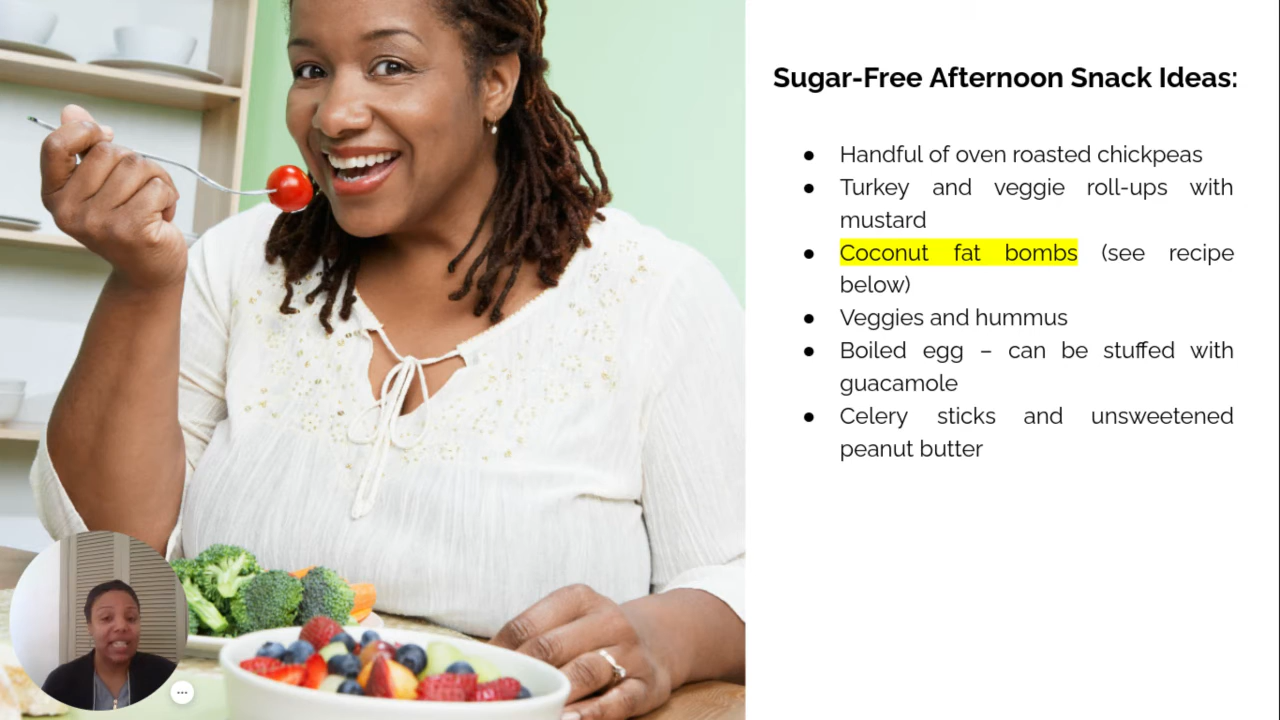 Sugar-Free Afternoon Snack Ideas:
● Handful of oven roasted chickpeas
● Turkey and veggie roll-ups with
mustard
● Coconut fat bombs (see recipe
below)
● Veggies and hummus
● Boiled egg – can be stuffed with
guacamole
● Celery sticks and unsweetened
peanut butter